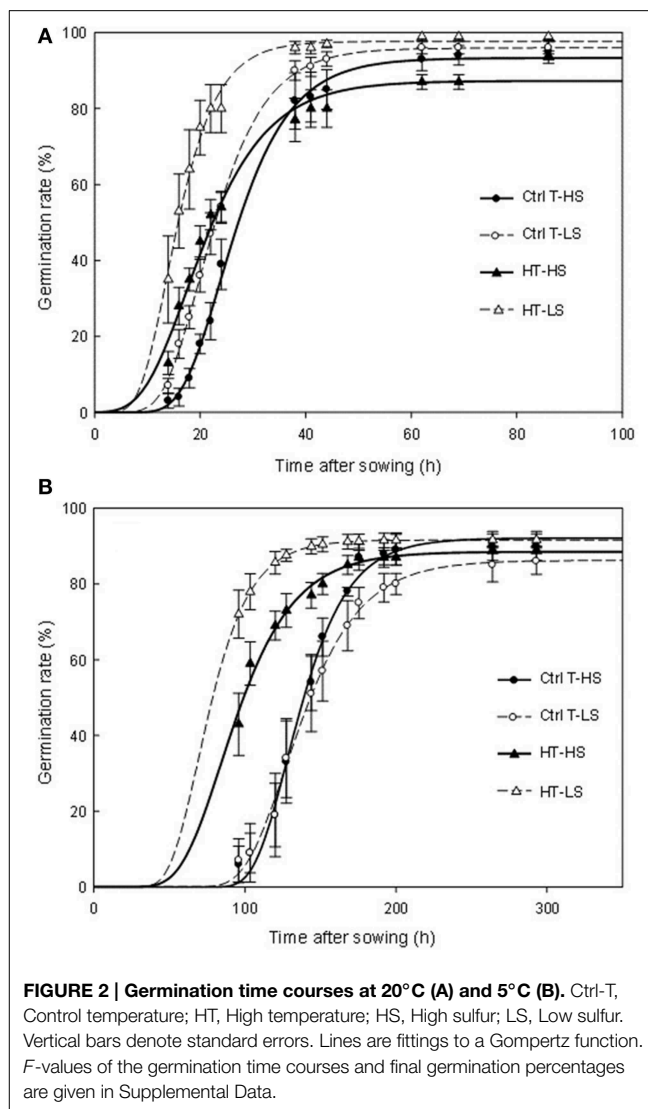 A
100
80
60
40
20
0
Germination rate (%)
Ctrl T-HS
Ctrl T-LS
HT-HS
HT-LS
0 20 40 60 80 100
Time after sowing (h)
B
100
80
60
40
20
0
Germination rate (%)
Ctrl T-HS
Ctrl T-LS
HT-HS
HT-LS
0 100 200 300
Time after sowing (h)
FIGURE 2 | Germination time courses at 20°C (A) and 5°C (B). Ctrl-T,
Control temperature; HT, High temperature; HS, High sulfur; LS, Low sulfur.
Vertical bars denote standard errors. Lines are fittings to a Gompertz function.
F-values of the germination time courses and final germination percentages
are given in Supplemental Data.